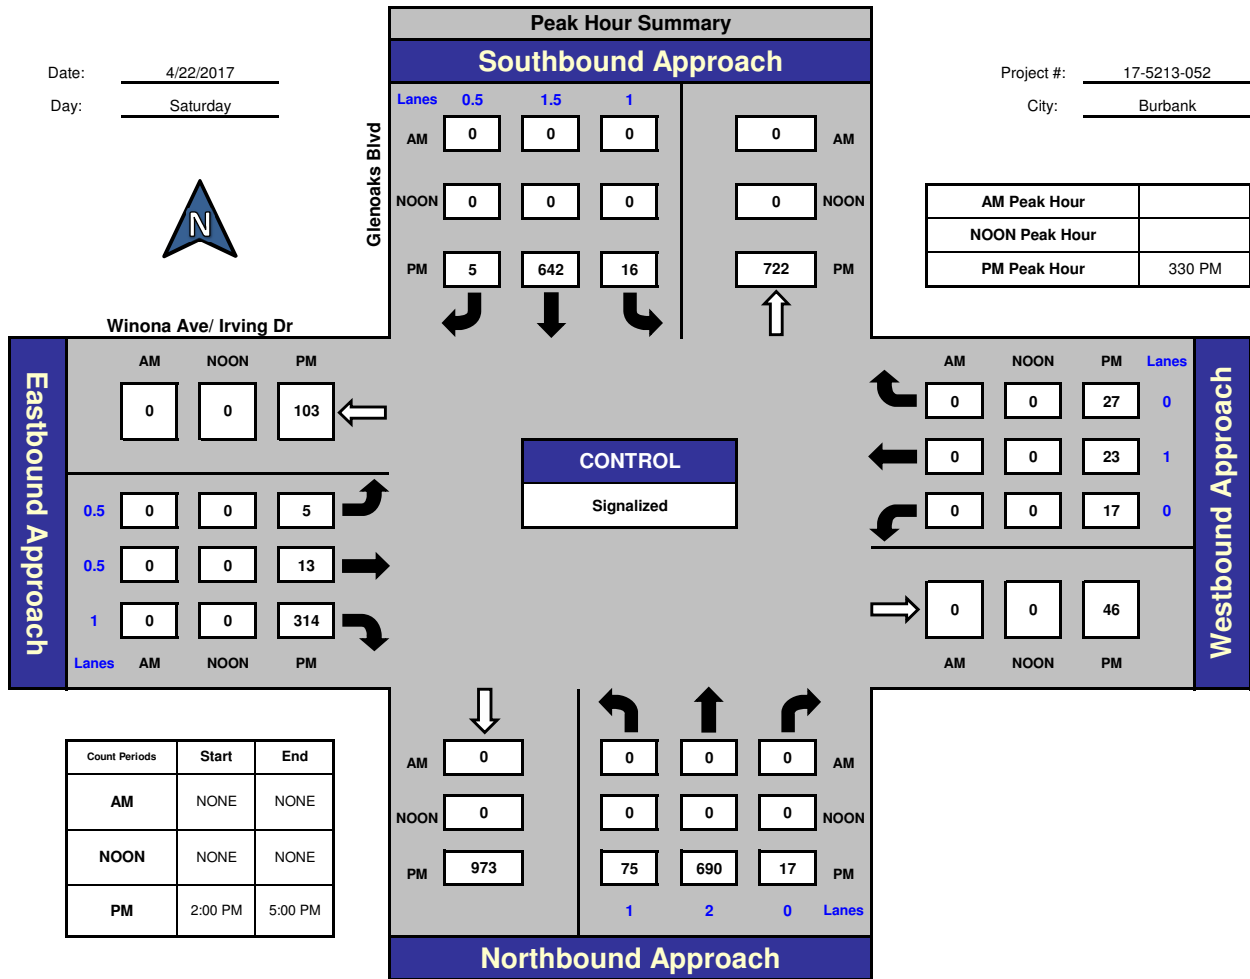 Peak Hour Summary
Southbound Approach
Date: 4/22/2017
Day: Saturday
Project #: 17-5213-052
City: Burbank
N
Glenoaks Blvd
Lanes 0.5 1.5 1
AM 0 0 0 0 AM
NOON 0 0 0 0 NOON
PM 5 642 16 722 PM
AM Peak Hour
NOON Peak Hour
PM Peak Hour 330 PM
Winona Ave/ Irving Dr
Eastbound Approach
AM NOON PM
0 0 103
0.5 0 0 5
0.5 0 0 13
1 0 0 314
Lanes AM NOON PM
CONTROL
Signalized
AM NOON PM Lanes
0 0 27 0
0 0 23 1
0 0 17 0
0 0 46
AM NOON PM
Westbound Approach
Count Periods Start End
AM NONE NONE
NOON NONE NONE
PM 2:00 PM 5:00 PM
AM 0 0 0 0 AM
NOON 0 0 0 0 NOON
PM 973 75 690 17 PM
1 2 0 Lanes
Northbound Approach